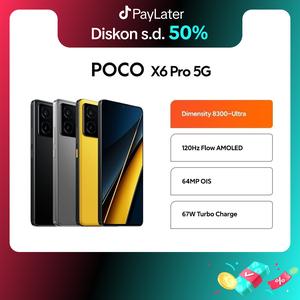 PayLater
Diskon s.d. 50%
POCO X6 Pro 5G
Dimensity 8300-Ultra
120Hz Flow AMOLED
64MP OIS
67W Turbo Charge